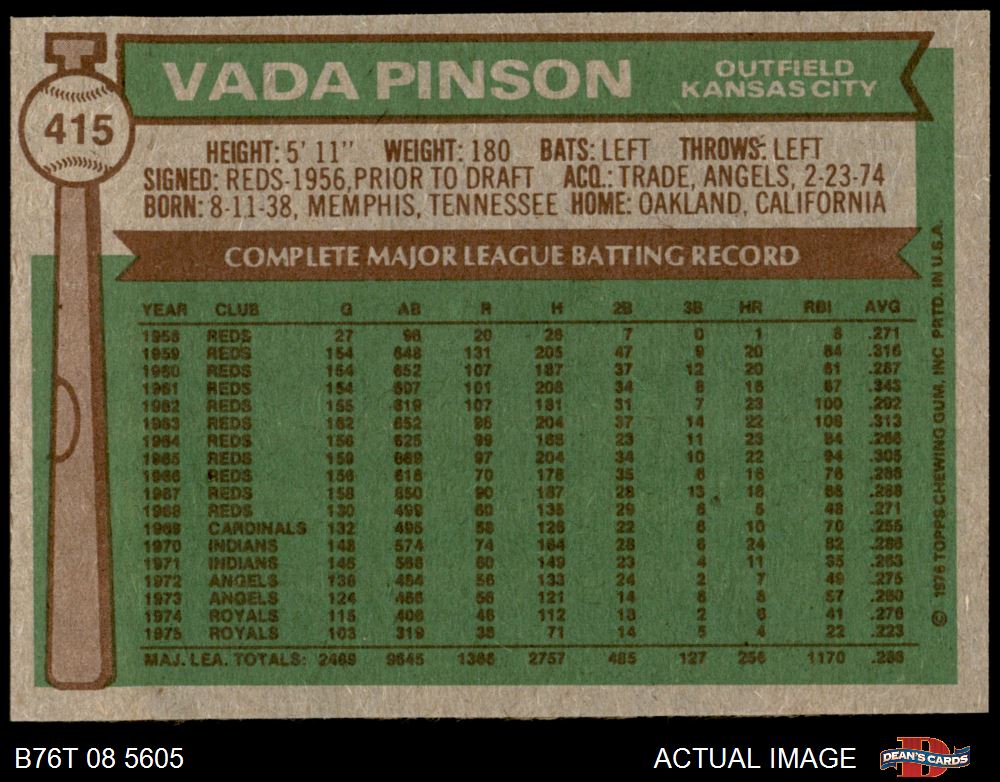 VADA PINSON
OUTFIELD
KANSAS CITY
415
HEIGHT: 5' 11" WEIGHT: 180 BATS: LEFT THROWS: LEFT
SIGNED: REDS-1956, PRIOR TO DRAFT ACQ.: TRADE, ANGELS, 2-23-74
BORN: 8-11-38, MEMPHIS, TENNESSEE HOME: OAKLAND, CALIFORNIA
COMPLETE MAJOR LEAGUE BATTING RECORD
YEAR CLUB G AB R H 2B 3B HR RBI AVG
1958 REDS 27 96 20 26 7 0 1 8 .271
1959 REDS 154 648 131 205 47 9 20 84 .316
1960 REDS 154 652 107 187 37 12 20 61 .287
1961 REDS 154 607 101 208 34 8 16 87 .343
1962 REDS 155 619 107 181 31 7 23 100 .292
1963 REDS 162 652 96 204 37 14 22 106 .313
1964 REDS 156 625 99 166 23 11 23 84 .266
1965 REDS 159 669 97 204 34 10 22 94 .305
1966 REDS 156 618 70 178 35 6 16 76 .288
1967 REDS 158 650 90 187 28 13 18 66 .288
1968 REDS 130 499 60 135 29 6 5 48 .271
1969 CARDINALS 132 495 58 126 22 6 10 70 .255
1970 INDIANS 148 574 74 164 28 6 24 82 .286
1971 INDIANS 146 566 60 149 23 4 11 35 .263
1972 ANGELS 136 484 56 133 24 2 7 49 .275
1973 ANGELS 124 466 56 121 14 6 8 57 .260
1974 ROYALS 115 406 46 112 18 2 6 41 .276
1975 ROYALS 103 319 38 71 14 5 4 22 .223
MAJ. LEA. TOTALS: 2469 9645 1366 2757 485 127 256 1170 .286
© 1976 TOPPS CHEWING GUM, INC PRTD. IN U.S.A.
B76T 08 5605
ACTUAL IMAGE
DEAN'S CARDS